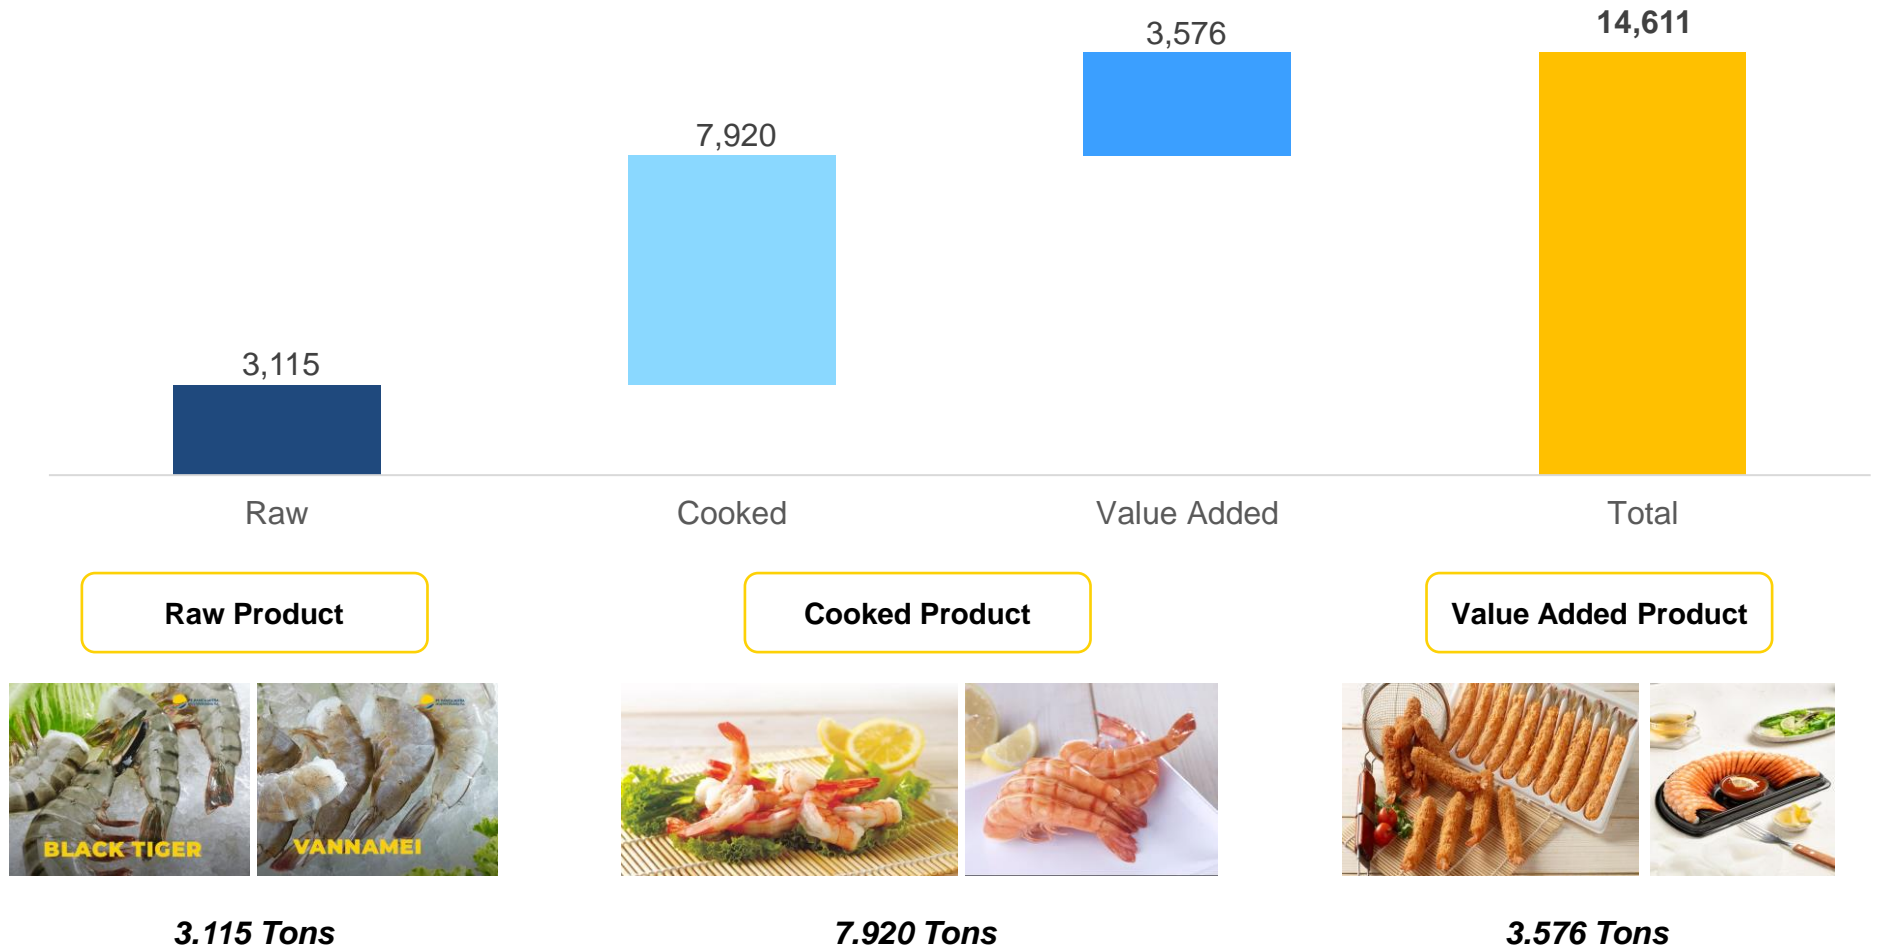 14,611
3,576
7,920
3,115
Raw
Cooked
Value Added
Total
Raw Product
Cooked Product
Value Added Product
BLACK TIGER
VANNAMEI
3.115 Tons
7.920 Tons
3.576 Tons